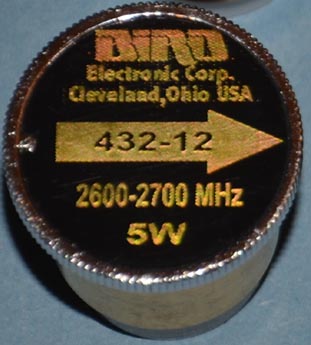 BIRD
Electronic Corp.
Cleveland,Ohio USA
432-12
2600-2700 MHz
5W